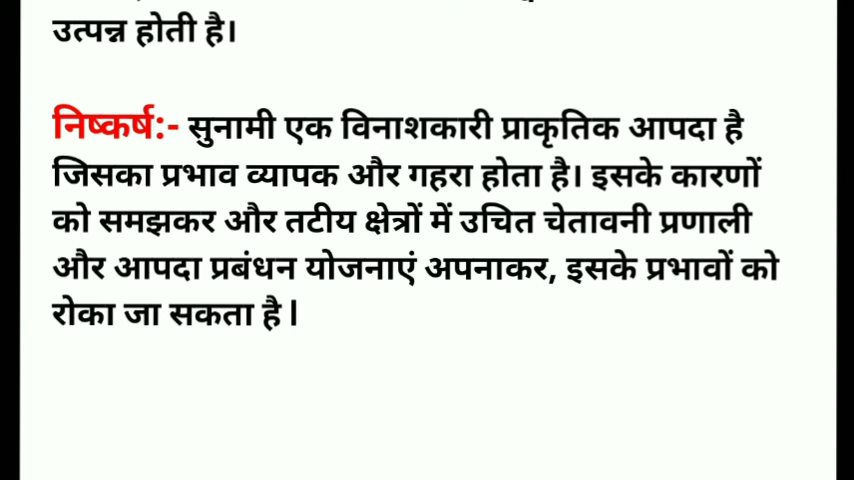 उत्पन्न होती है।
निष्कर्ष:- सुनामी एक विनाशकारी प्राकृतिक आपदा है
जिसका प्रभाव व्यापक और गहरा होता है। इसके कारणों
को समझकर और तटीय क्षेत्रों में उचित चेतावनी प्रणाली
और आपदा प्रबंधन योजनाएं अपनाकर, इसके प्रभावों को
रोका जा सकता है l